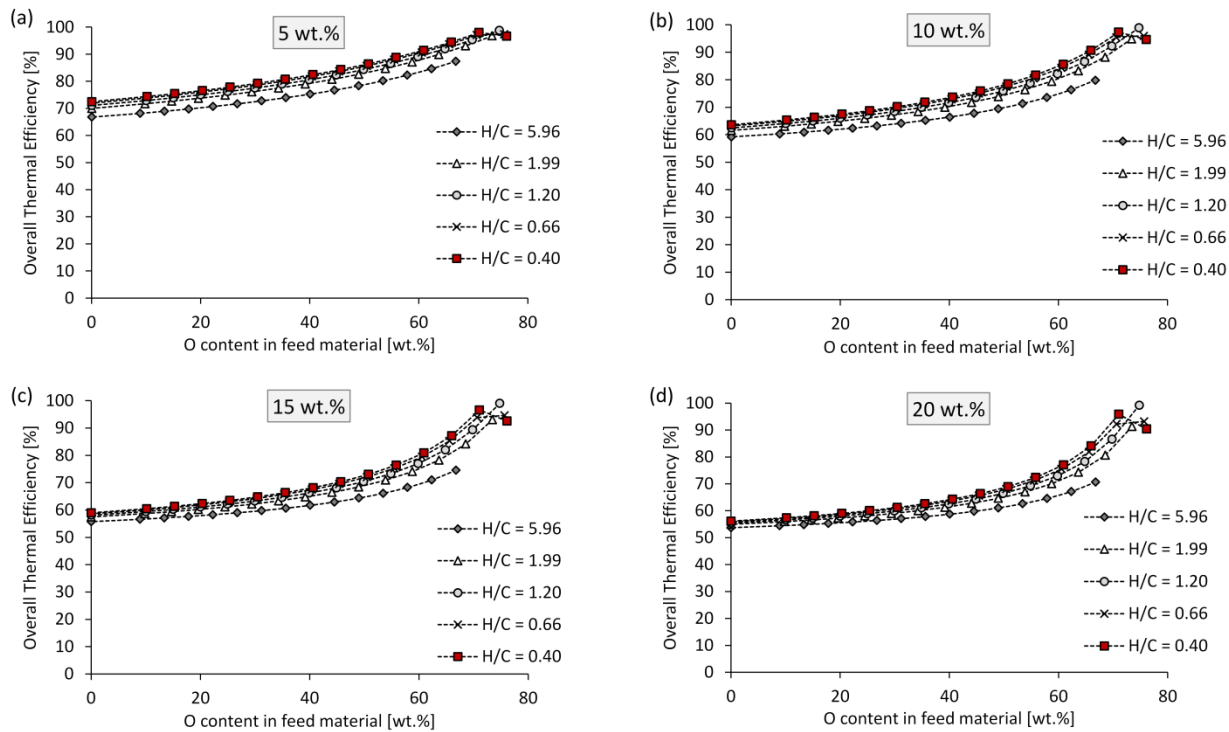 (a)
5 wt.%
Overall Thermal Efficiency [%]
100
90
80
70
60
50
40
30
20
10
0
H/C = 5.96
H/C = 1.99
H/C = 1.20
H/C = 0.66
H/C = 0.40
0 20 40 60 80
O content in feed material [wt.%]
(b)
10 wt.%
Overall Thermal Efficiency [%]
100
90
80
70
60
50
40
30
20
10
0
H/C = 5.96
H/C = 1.99
H/C = 1.20
H/C = 0.66
H/C = 0.40
0 20 40 60 80
O content in feed material [wt.%]
(c)
15 wt.%
Overall Thermal Efficiency [%]
100
90
80
70
60
50
40
30
20
10
0
H/C = 5.96
H/C = 1.99
H/C = 1.20
H/C = 0.66
H/C = 0.40
0 20 40 60 80
O content in feed material [wt.%]
(d)
20 wt.%
Overall Thermal Efficiency [%]
100
90
80
70
60
50
40
30
20
10
0
H/C = 5.96
H/C = 1.99
H/C = 1.20
H/C = 0.66
H/C = 0.40
0 20 40 60 80
O content in feed material [wt.%]